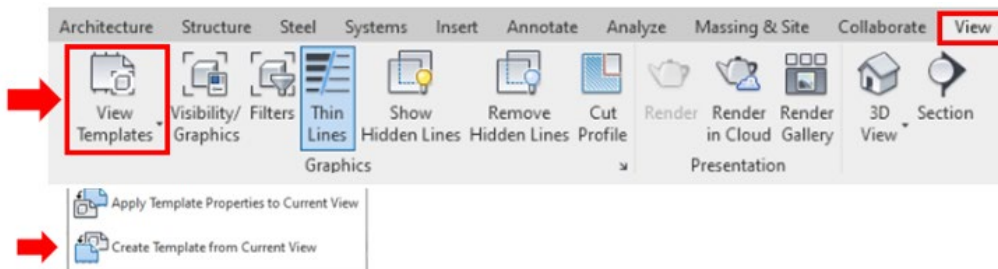 Architecture Structure Steel Systems Insert Annotate Analyze Massing & Site Collaborate View
View Templates
Visibility/ Graphics
Filters
Thin Lines
Show Hidden Lines
Remove Hidden Lines
Cut Profile
Render
Render in Cloud
Render Gallery
3D View
Section
Graphics Presentation
Apply Template Properties to Current View
Create Template from Current View